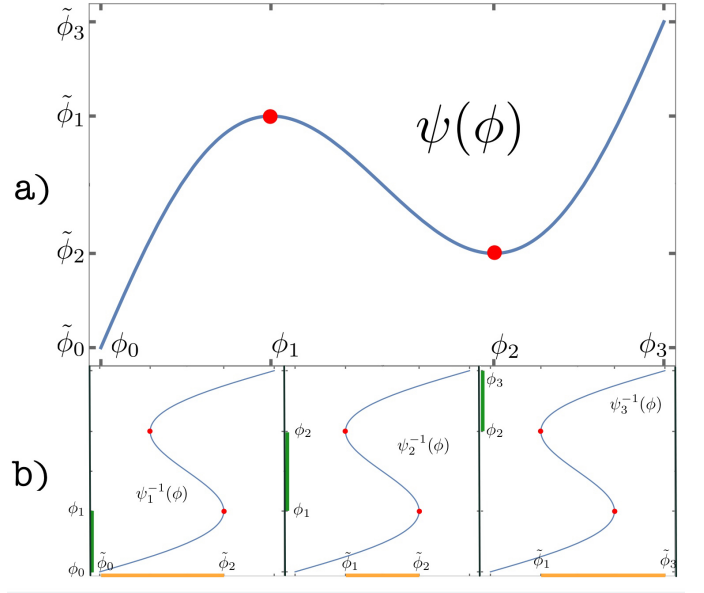 ϕ̃₃
ϕ̃₁
ψ(ϕ)
a)
ϕ̃₂
ϕ̃₀ ϕ₀ ϕ₁ ϕ₂ ϕ₃
b)
ψ₁⁻¹(ϕ)
ϕ₁
ϕ₀ ϕ̃₀ ϕ̃₂
ϕ₂
ψ₂⁻¹(ϕ)
ϕ₁
ϕ̃₁ ϕ̃₂
ϕ₃
ψ₃⁻¹(ϕ)
ϕ₂
ϕ̃₁ ϕ̃₃